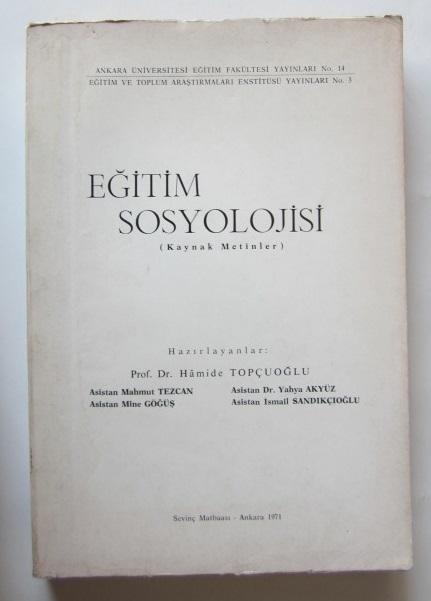 ANKARA ÜNİVERSİTESİ EĞİTİM FAKÜLTESİ YAYINLARI No. 14
EĞİTİM VE TOPLUM ARAŞTIRMALARI ENSTİTÜSÜ YAYINLARI No. 3
EĞİTİM
SOSYOLOJİSİ
(Kaynak Metinler)
Hazırlayanlar:
Prof. Dr. Hâmide TOPÇUOĞLU
Asistan Mahmut TEZCAN Asistan Dr. Yahya AKYÜZ
Asistan Mine GÖĞÜŞ Asistan İsmail SANDIKÇIOĞLU
Sevinç Matbaası - Ankara 1971